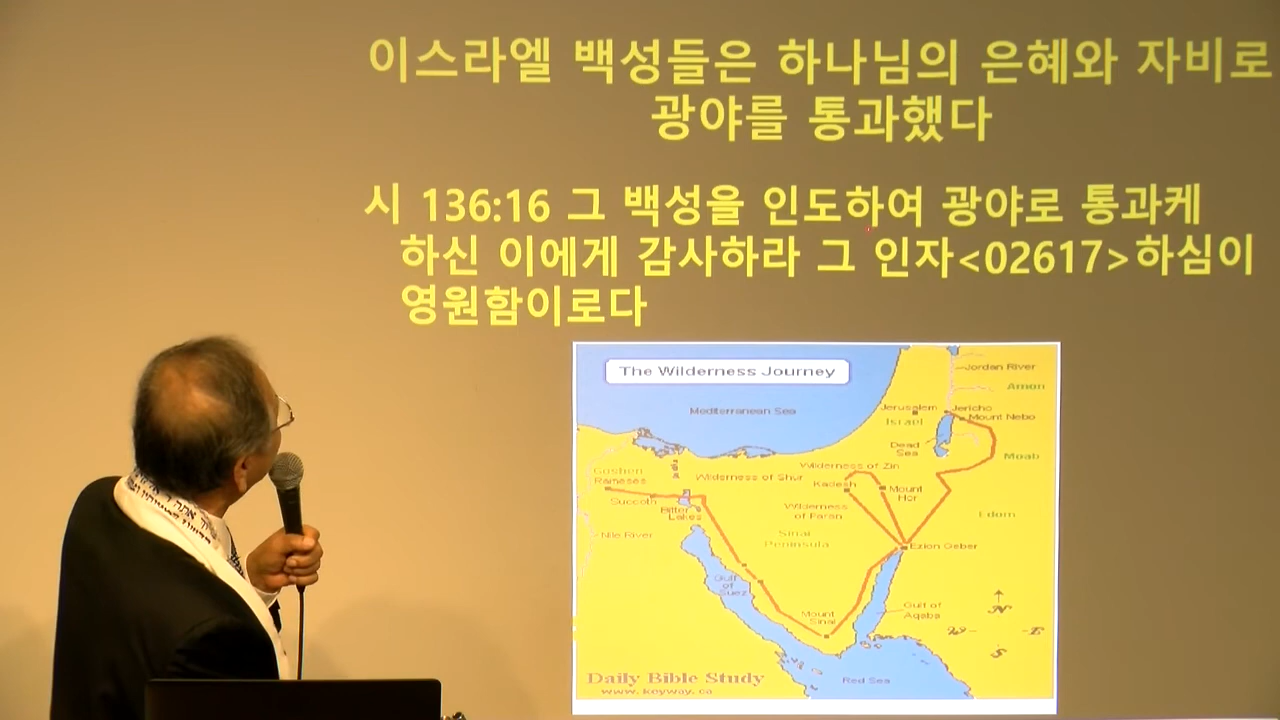 이스라엘 백성들은 하나님의 은혜와 자비로
광야를 통과했다
시 136:16 그 백성을 인도하여 광야로 통과케
하신 이에게 감사하라 그 인자<02617>하심이
영원함이로다
The Wilderness Journey
Jordan River
Amon
Mediterranean Sea
Jerusalem
Jericho
Mount Nebo
Israel
Dead
Sea
Moab
Wilderness of Zin
Goshen
Rameses
Wilderness of Shur
Kadesh
Mount
Hor
Succoth
Bitter
Lakes
Wilderness
of Paran
Edom
Nile River
Sinai
Peninsula
Ezion Geber
Gulf
of
Suez
Mount
Sinai
Gulf of
Aqaba
N
W
E
S
Daily Bible Study
www.keyway.ca
Red Sea